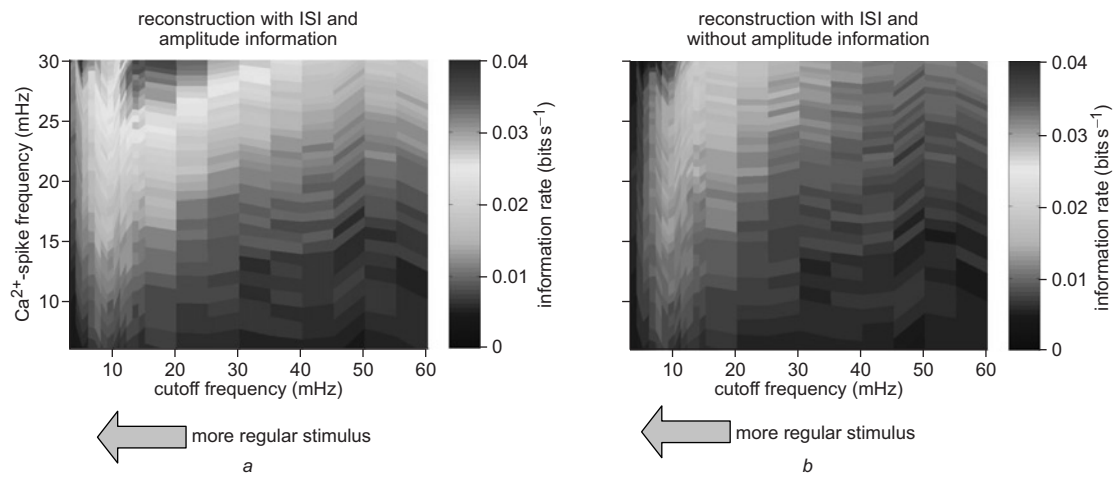 reconstruction with ISI and
amplitude information
Ca²⁺-spike frequency (mHz)
30
25
20
15
10
10 20 30 40 50 60
cutoff frequency (mHz)
0.04
0.03
0.02
0.01
0
information rate (bits s⁻¹)
more regular stimulus
a
reconstruction with ISI and
without amplitude information
10 20 30 40 50 60
cutoff frequency (mHz)
0.04
0.03
0.02
0.01
0
information rate (bits s⁻¹)
more regular stimulus
b